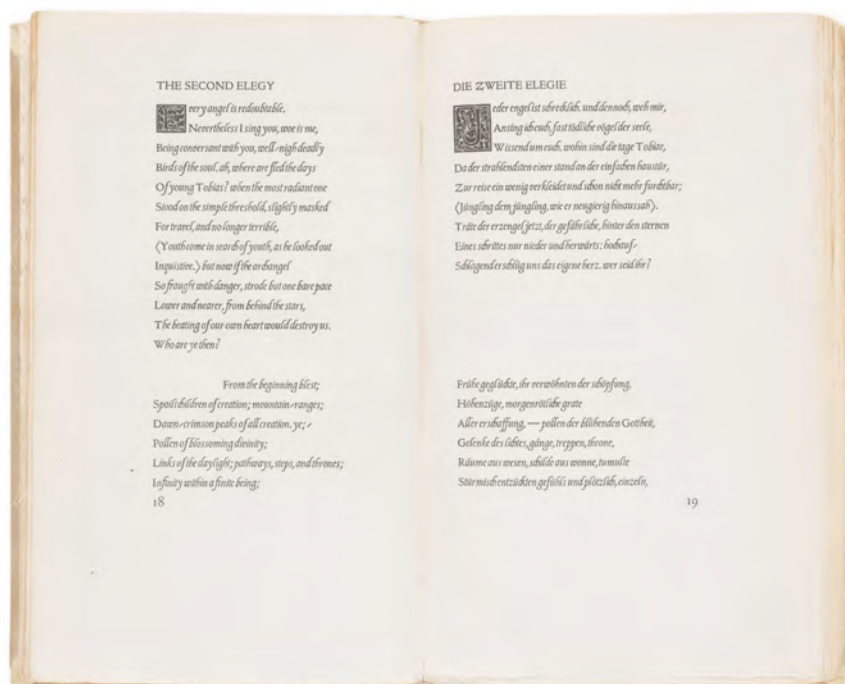 THE SECOND ELEGY
Every angel is redoubtable.
Nevertheless I sing you, woe is me,
Being conversant with you, well-nigh deadly
Birds of the soul. ah, where are fled the days
Of young Tobias? when the most radiant one
Stood on the simple threshold, slightly masked
For travel, and no longer terrible,
(Youth come in search of youth, as he looked out
Inquisitive.) but now if the archangel
So fraught with danger, strode but one bare pace
Lower and nearer, from behind the stars,
The beating of our own heart would destroy us.
Who are ye then?
From the beginning blest;
Spoilt children of creation; mountain-ranges;
Dawn-crimson peaks of all creation. ye;-
Pollen of blossoming divinity;
Links of the daylight; pathways, steps, and thrones;
Infinity within a finite being;
18
DIE ZWEITE ELEGIE
Jeder engel ist schrecklich. und dennoch, weh mir,
Ansing ich euch, fast tödliche vögel der seele,
Wissend um euch. wohin sind die tage Tobiae,
Da der strahlendsten einer stand an der einfachen haustür,
Zur reise ein wenig verkleidet und schon nicht mehr furchtbar;
(Jüngling dem jüngling, wie er neugierig hinaussah).
Träte der erzengel jetzt, der gefährliche, hinter den sternen
Eines schrittes nur nieder und herwärts: hochauf-
Schlagend erschlüg uns das eigene herz. wer seid ihr?
Frühe geglückte, ihr verwöhnten der schöpfung,
Höhenzüge, morgenrötliche grate
Aller erschaffung, — pollen der blühenden Gottheit,
Gelenke des lichtes, gänge, treppen, throne,
Räume aus wesen, schilde aus wonne, tumulte
Stürmisch entzückten gefühls und plötzlich, einzeln,
19